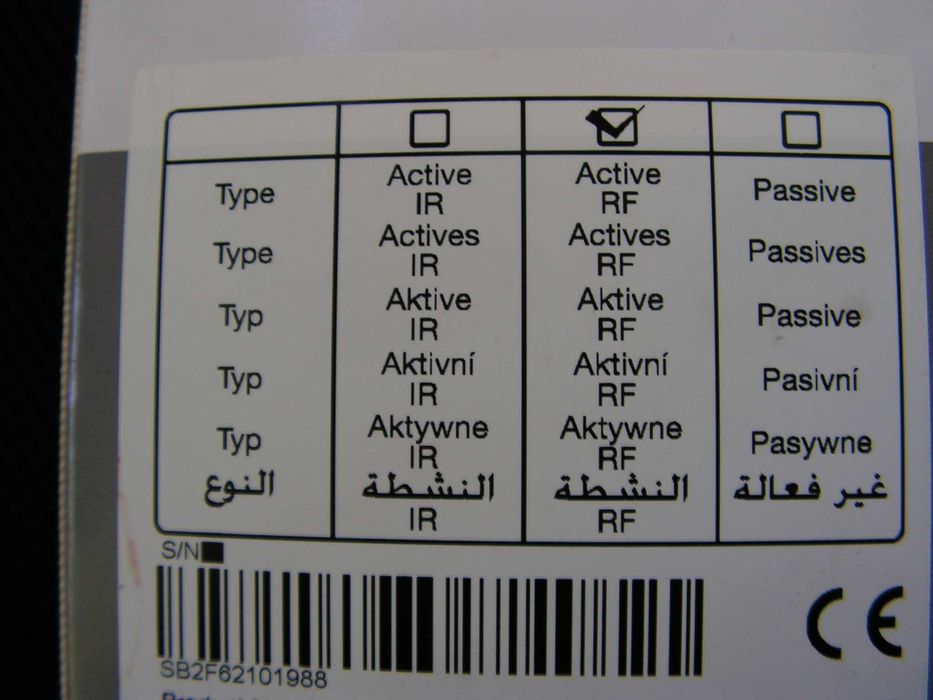 Type Active Active Passive
IR RF
Type Actives Actives Passives
IR RF
Typ Aktive Aktive Passive
IR RF
Typ Aktivní Aktivní Pasivní
IR RF
Typ Aktywne Aktywne Pasywne
IR RF
النوع النشطة النشطة غير فعالة
IR RF
S/N
SB2F62101988
CE